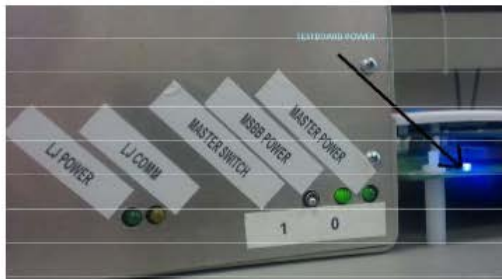 TESTBOARD POWER
LJ POWER
LJ COMM
MASTER SWITCH
MSBB POWER
MASTER POWER
1 0